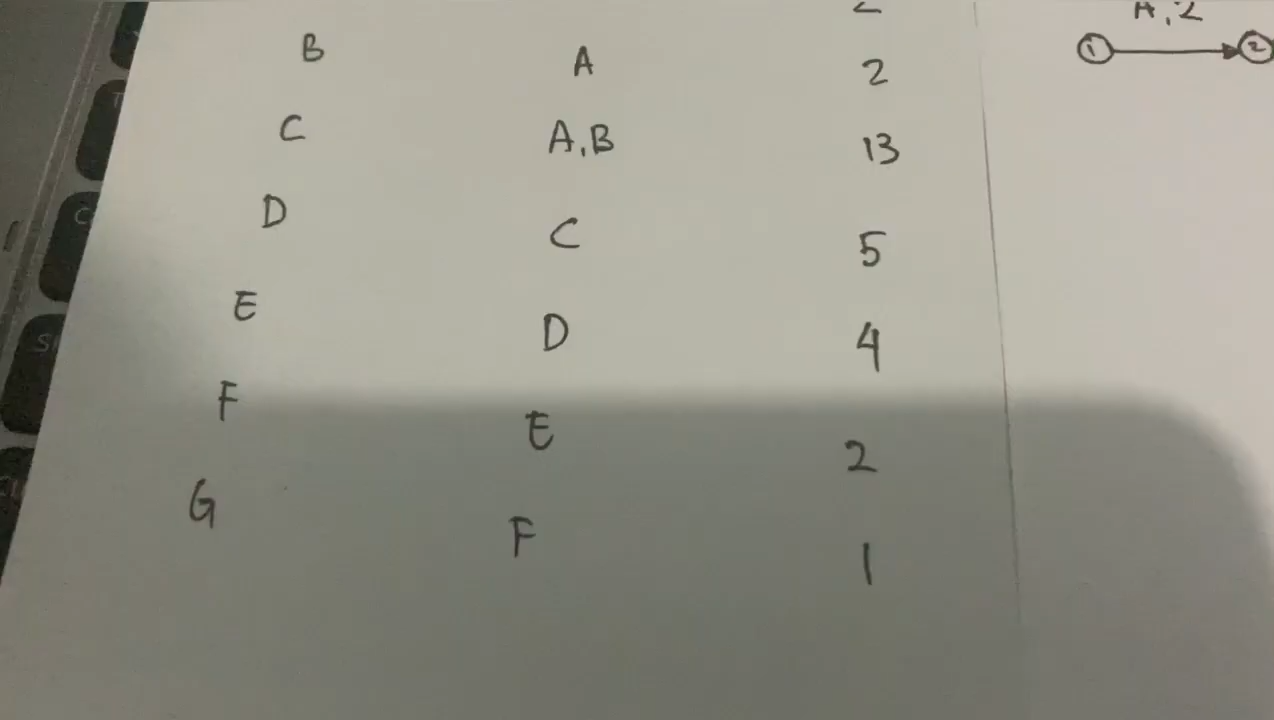 A, 2
① ②
B A 2
C A, B 13
D C 5
E D 4
F E 2
G F 1